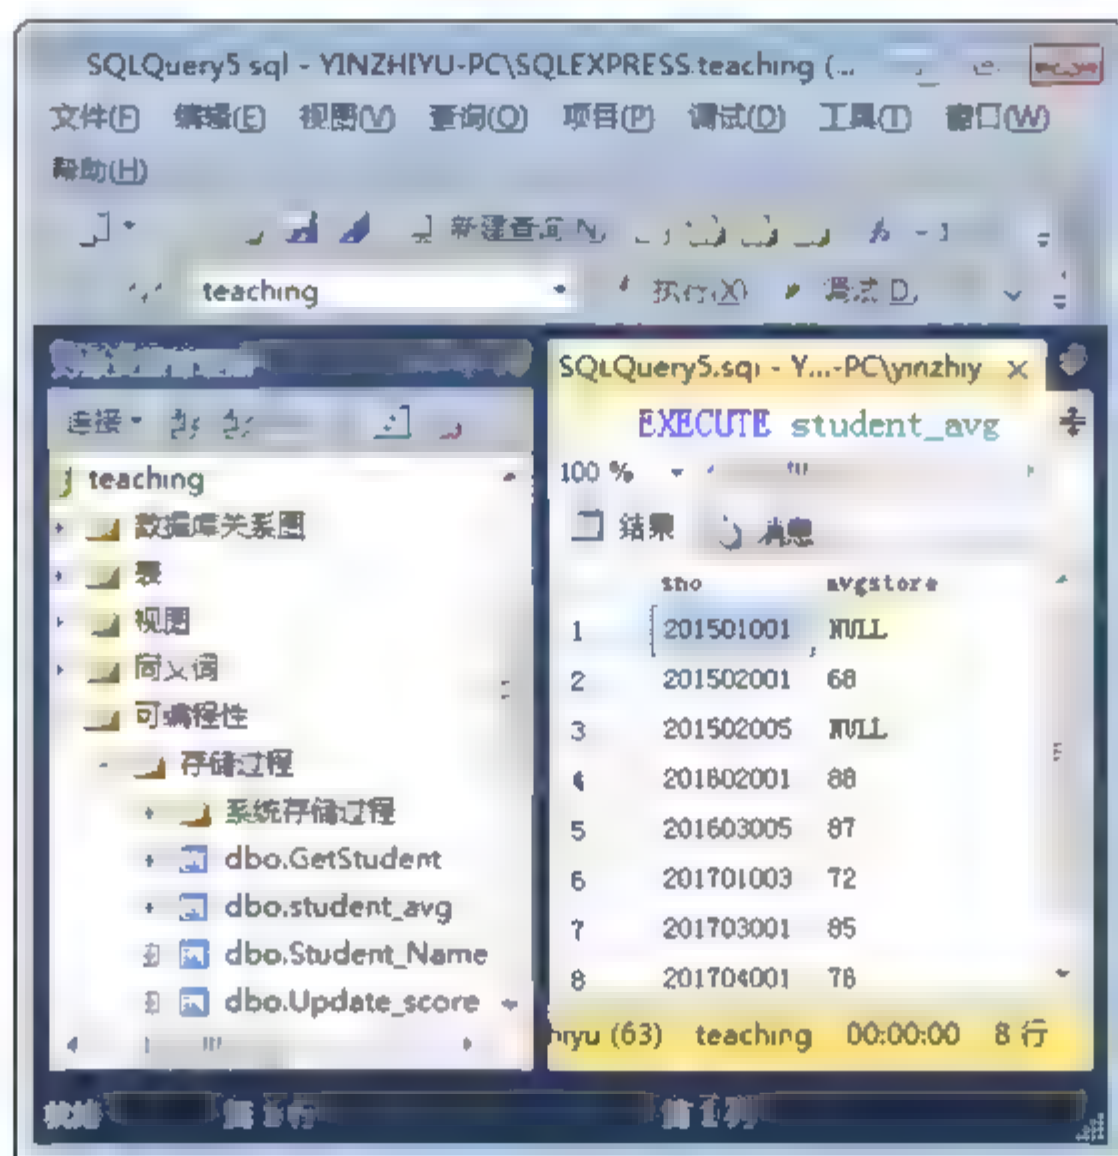 SQLQuery5.sql - YINZHIYU-PC\SQLEXPRESS.teaching (...
文件(F) 编辑(E) 视图(V) 查询(Q) 项目(P) 调试(D) 工具(T) 窗口(W)
帮助(H)
新建查询(N)
teaching 执行(X) 调试(D)
SQLQuery5.sql - Y...-PC\yinzhiy ×
连接
EXECUTE student_avg
100 %
结果 消息
teaching
数据库关系图
表
视图
同义词
可编程性
存储过程
系统存储过程
dbo.GetStudent
dbo.student_avg
dbo.Student_Name
dbo.Update_score
sno avgstore
1 201501001 NULL
2 201502001 68
3 201502005 NULL
4 201602001 88
5 201603005 87
6 201701003 72
7 201703001 85
8 201704001 78
hiyu (63) teaching 00:00:00 8 行